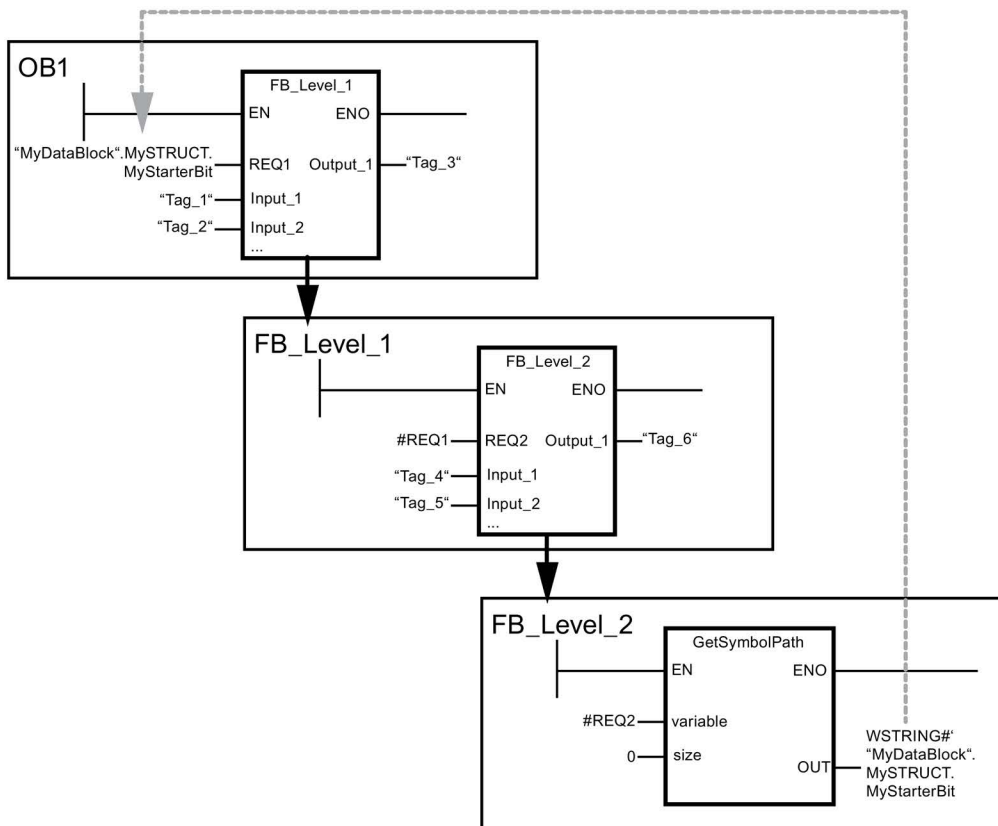 OB1
FB_Level_1
EN ENO
“MyDataBlock“.MySTRUCT.
MyStarterBit
REQ1 Output_1 “Tag_3“
“Tag_1“ Input_1
“Tag_2“ Input_2
...
FB_Level_1
FB_Level_2
EN ENO
#REQ1 REQ2 Output_1 “Tag_6“
“Tag_4“ Input_1
“Tag_5“ Input_2
...
FB_Level_2
GetSymbolPath
EN ENO
#REQ2 variable
0 size
OUT
WSTRING#‘
“MyDataBlock“.
MySTRUCT.
MyStarterBit